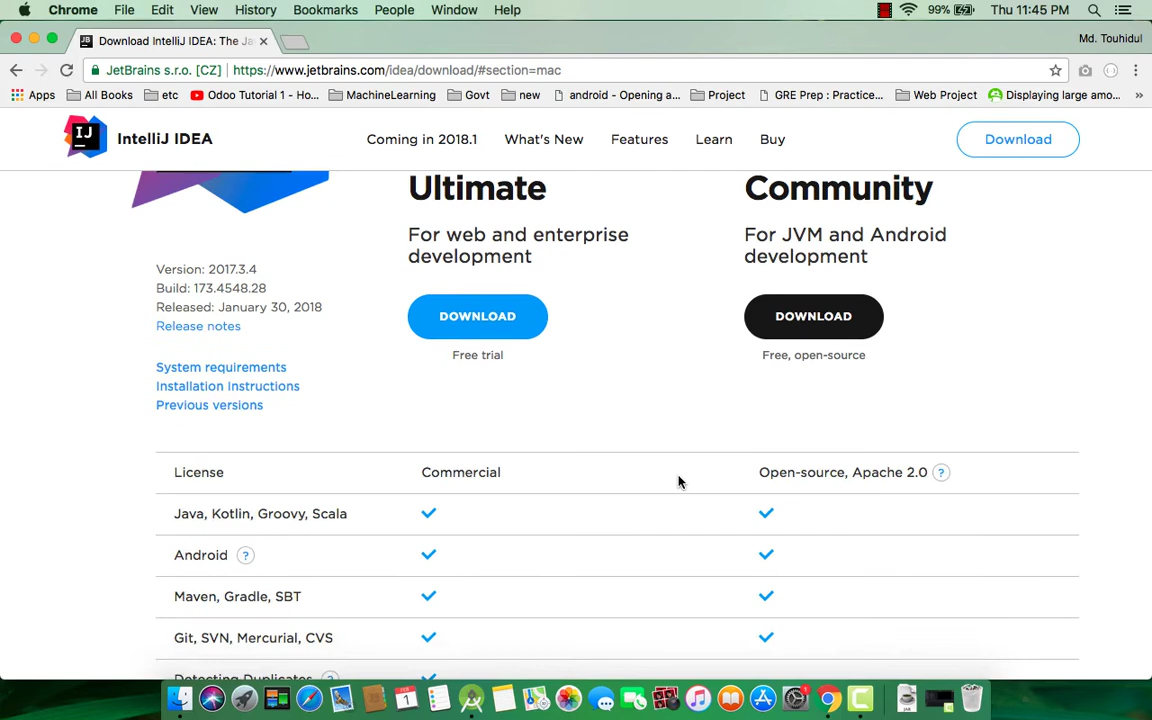 Chrome File Edit View History Bookmarks People Window Help 99% Thu 11:45 PM
Download IntelliJ IDEA: The Ja Md. Touhidul
JetBrains s.r.o. [CZ] https://www.jetbrains.com/idea/download/#section=mac
Apps All Books etc Odoo Tutorial 1 - Ho... MachineLearning Govt new android - Opening a... Project GRE Prep : Practice... Web Project Displaying large amo... »
IJ IntelliJ IDEA Coming in 2018.1 What's New Features Learn Buy Download
Ultimate Community
For web and enterprise
development
For JVM and Android
development
Version: 2017.3.4
Build: 173.4548.28
Released: January 30, 2018
Release notes
DOWNLOAD DOWNLOAD
Free trial Free, open-source
System requirements
Installation Instructions
Previous versions
License Commercial Open-source, Apache 2.0 ?
Java, Kotlin, Groovy, Scala
Android ?
Maven, Gradle, SBT
Git, SVN, Mercurial, CVS
Detecting Duplicates ?